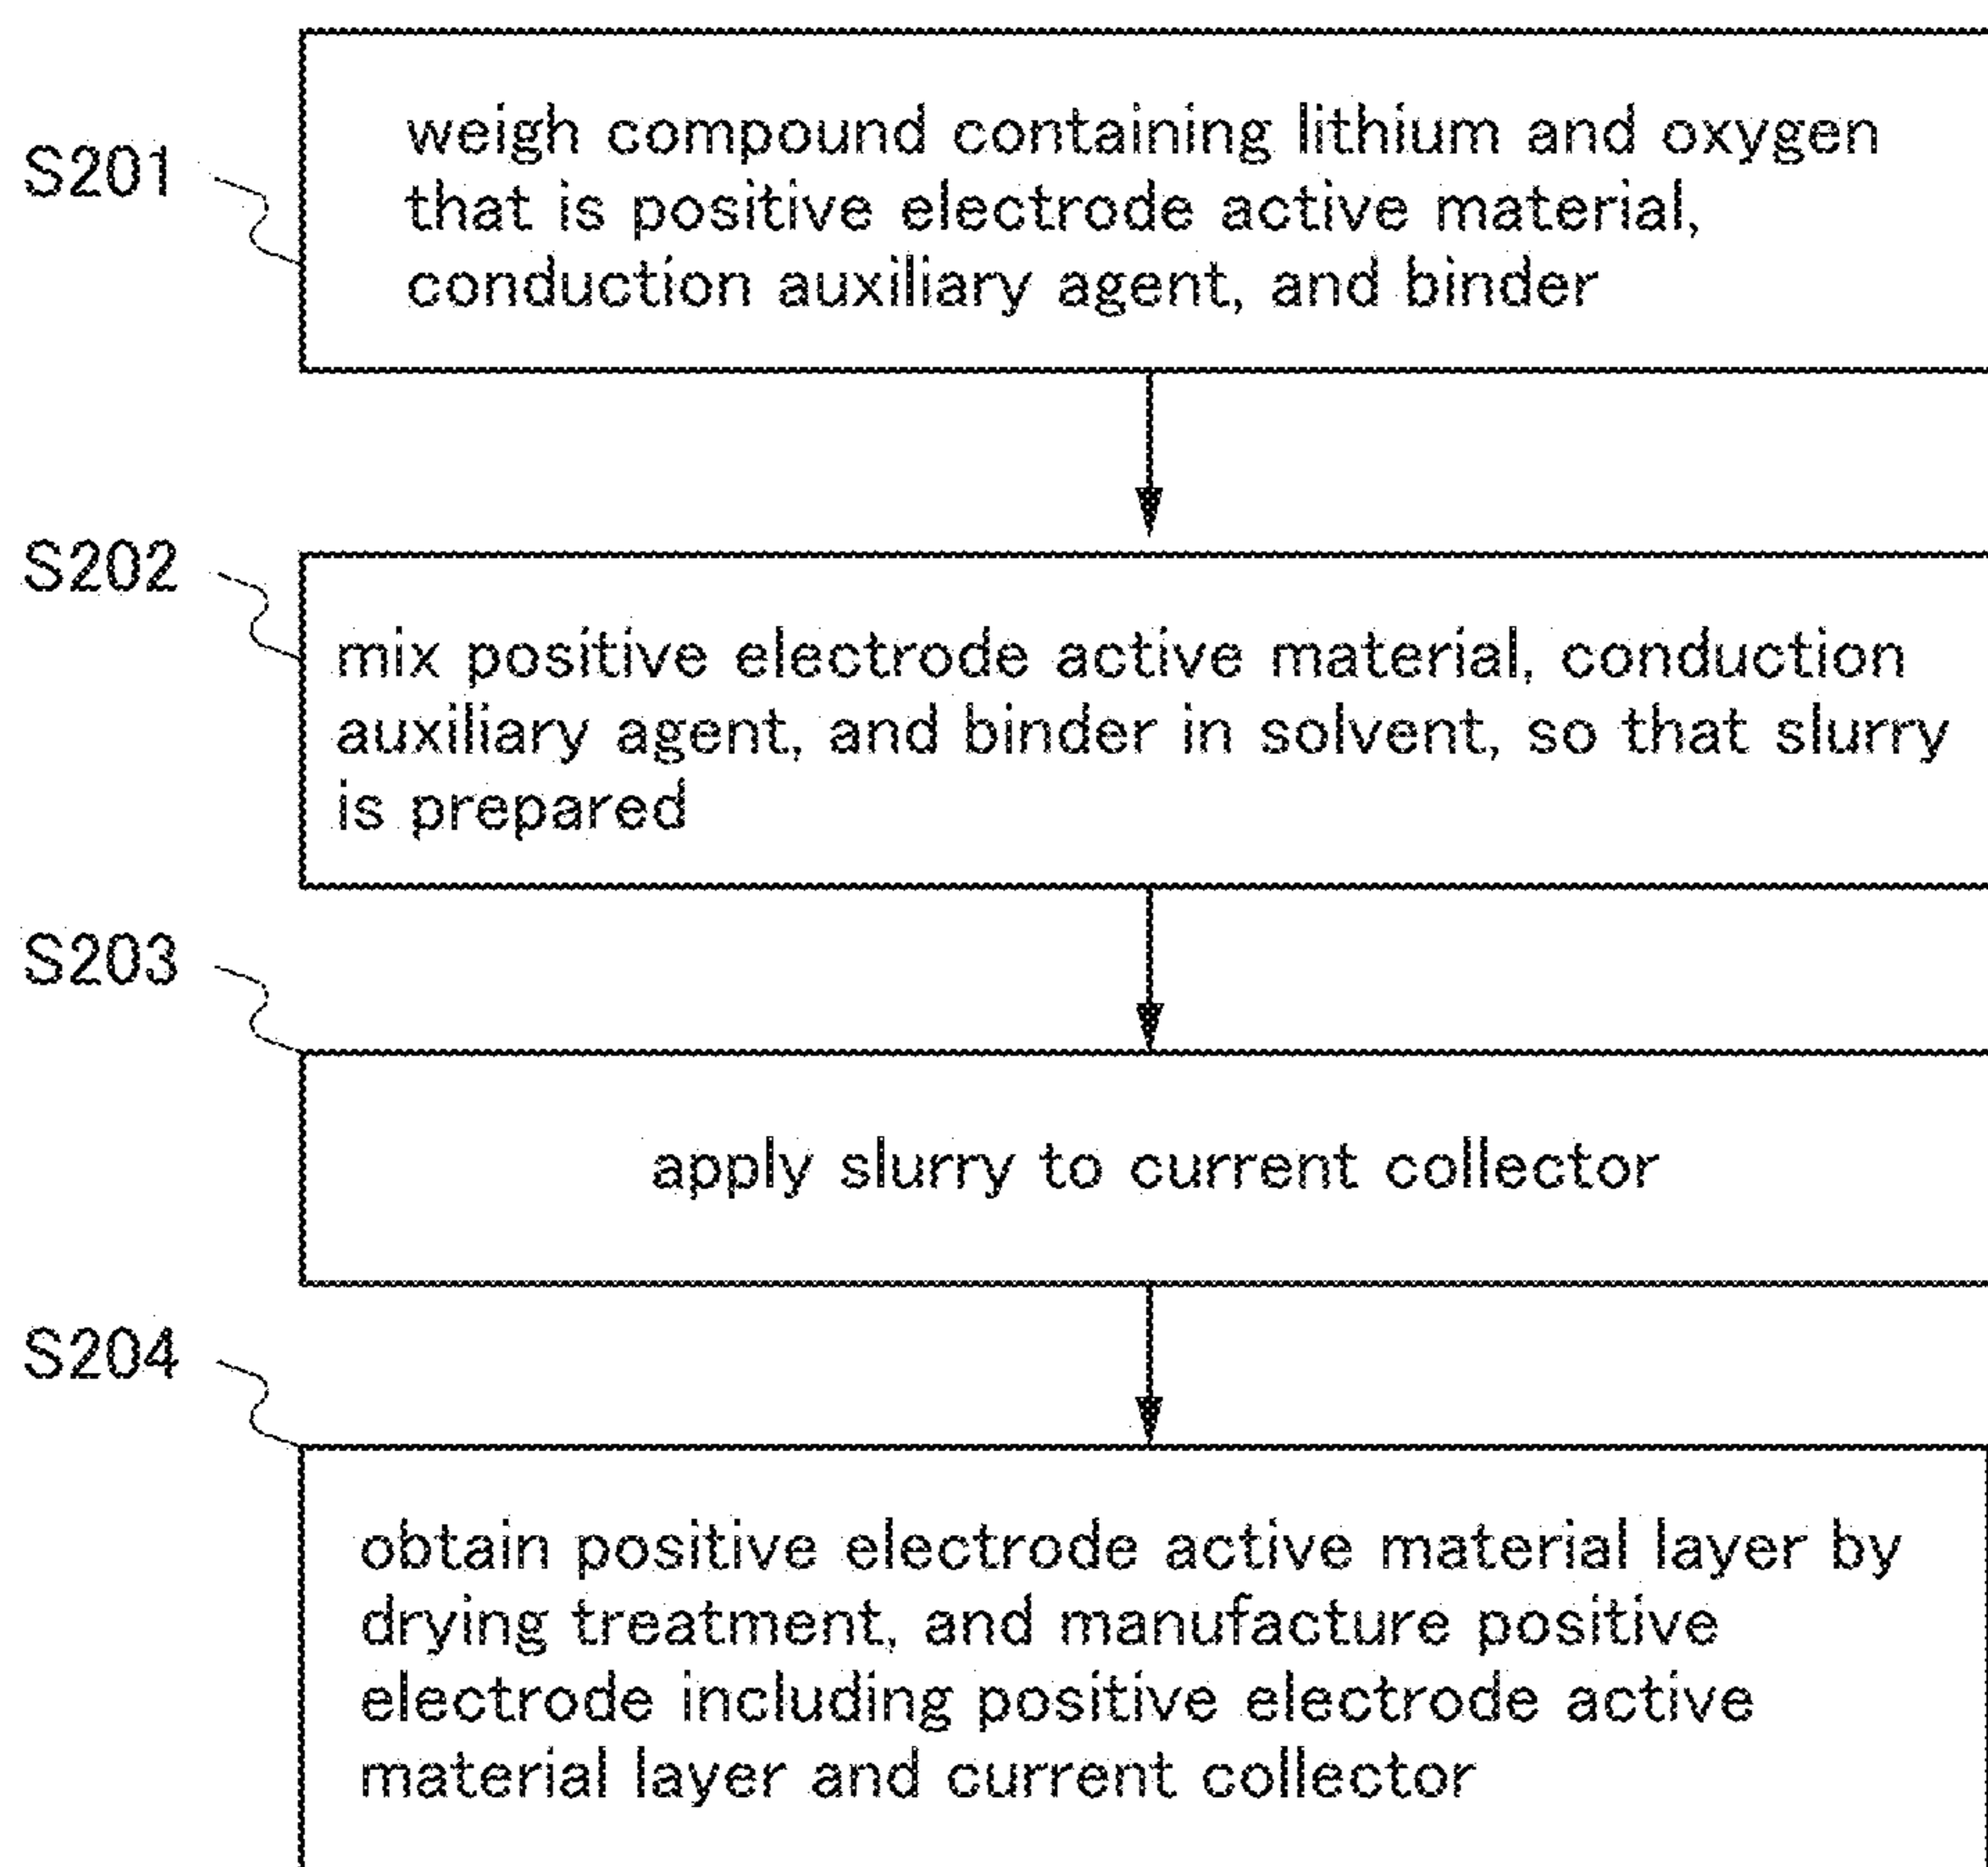 S201
weigh compound containing lithium and oxygen
that is positive electrode active material,
conduction auxiliary agent, and binder
S202
mix positive electrode active material, conduction
auxiliary agent, and binder in solvent, so that slurry
is prepared
S203
apply slurry to current collector
S204
obtain positive electrode active material layer by
drying treatment, and manufacture positive
electrode including positive electrode active
material layer and current collector